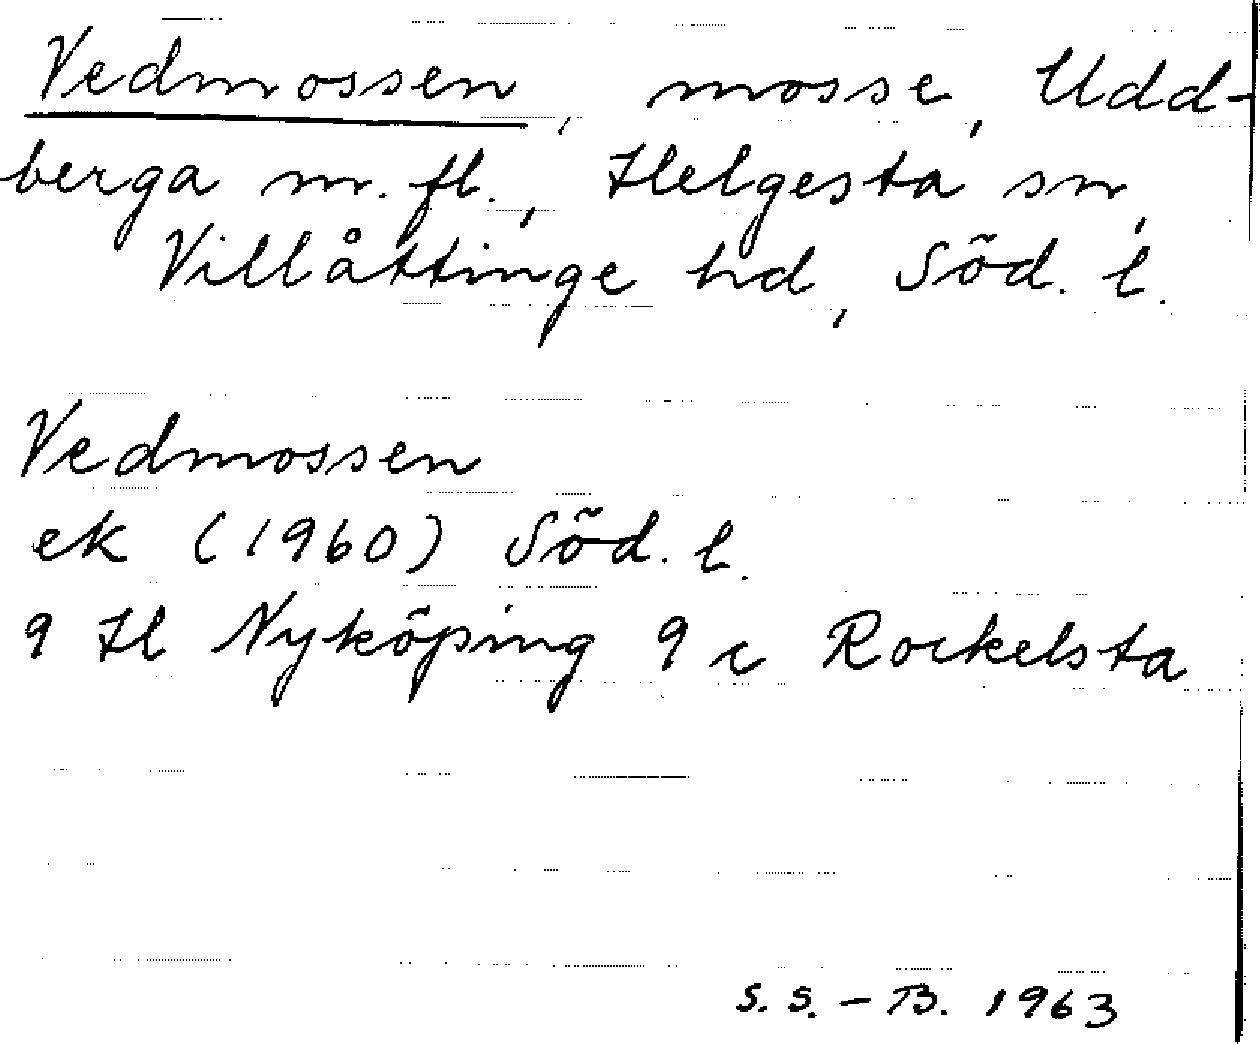 Vedmossen, mosse, Udd-
berga m. fl., Helgesta sn,
Villåttinge hd, Söd. l.
Vedmossen
ek (1960) Söd. l.
9 H Nyköping 9 c Rockelsta
S. S. - B. 1963